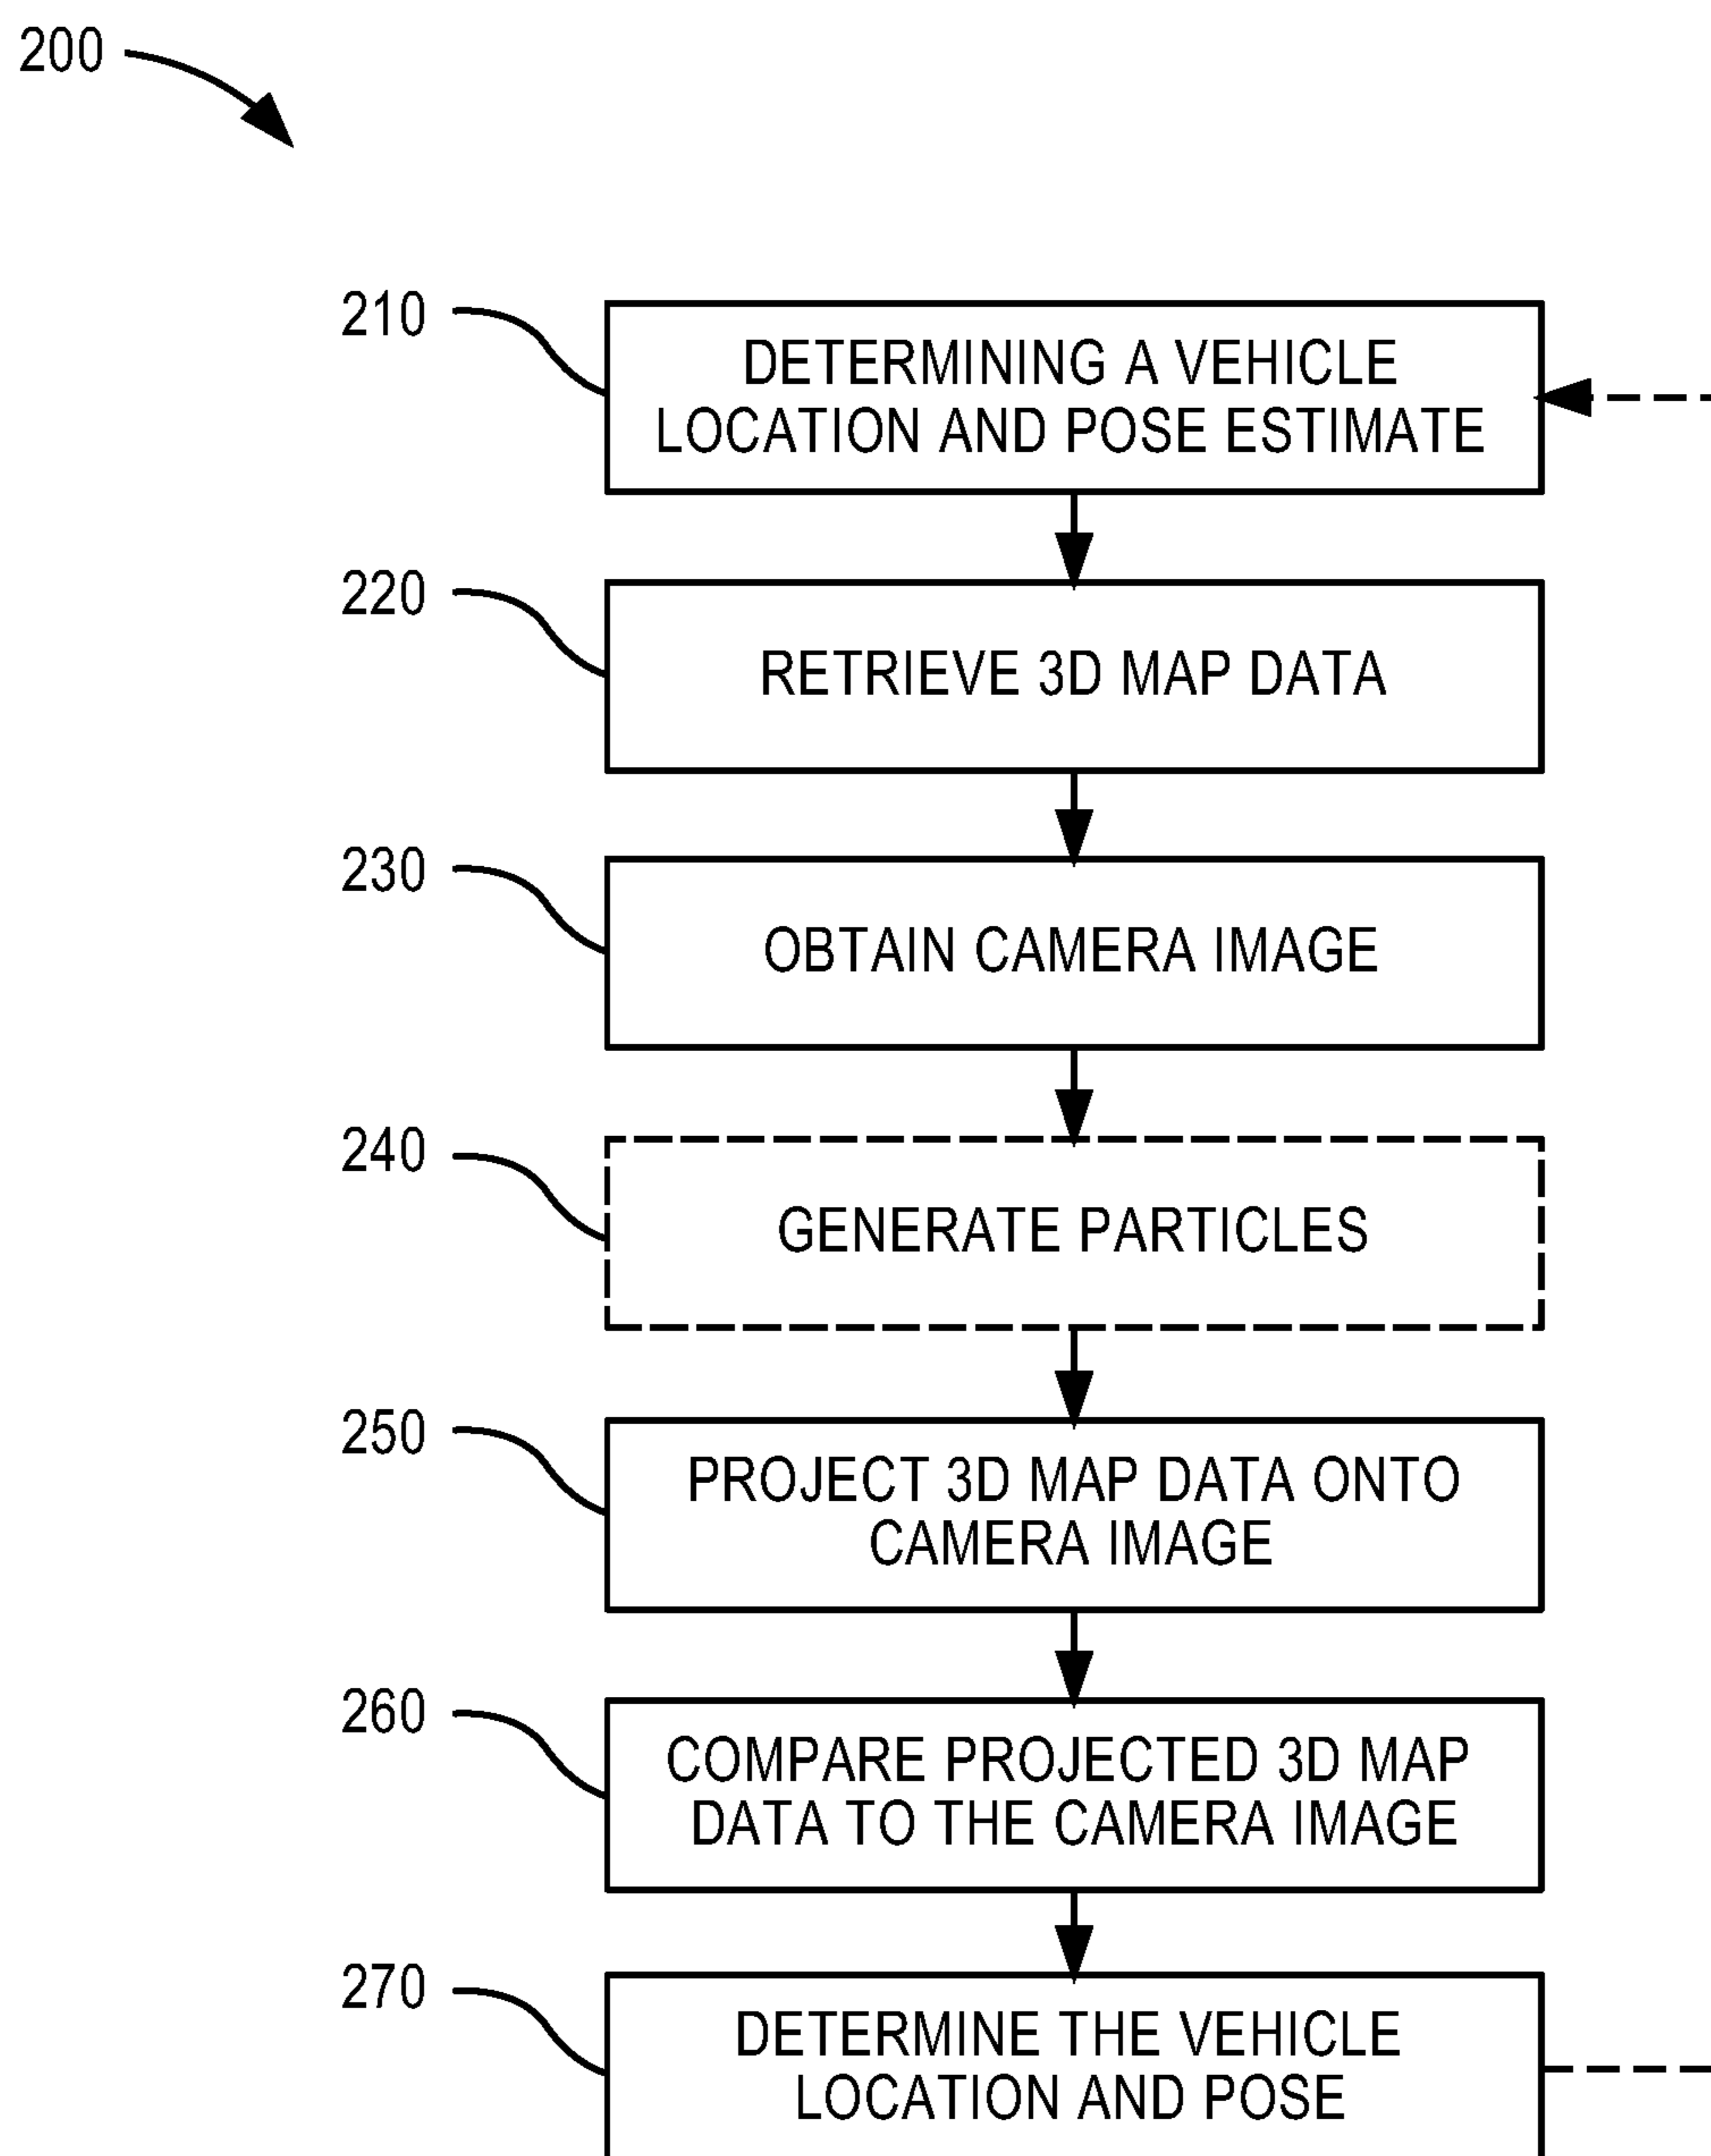 200
210
DETERMINING A VEHICLE
LOCATION AND POSE ESTIMATE
220
RETRIEVE 3D MAP DATA
230
OBTAIN CAMERA IMAGE
240
GENERATE PARTICLES
250
PROJECT 3D MAP DATA ONTO
CAMERA IMAGE
260
COMPARE PROJECTED 3D MAP
DATA TO THE CAMERA IMAGE
270
DETERMINE THE VEHICLE
LOCATION AND POSE